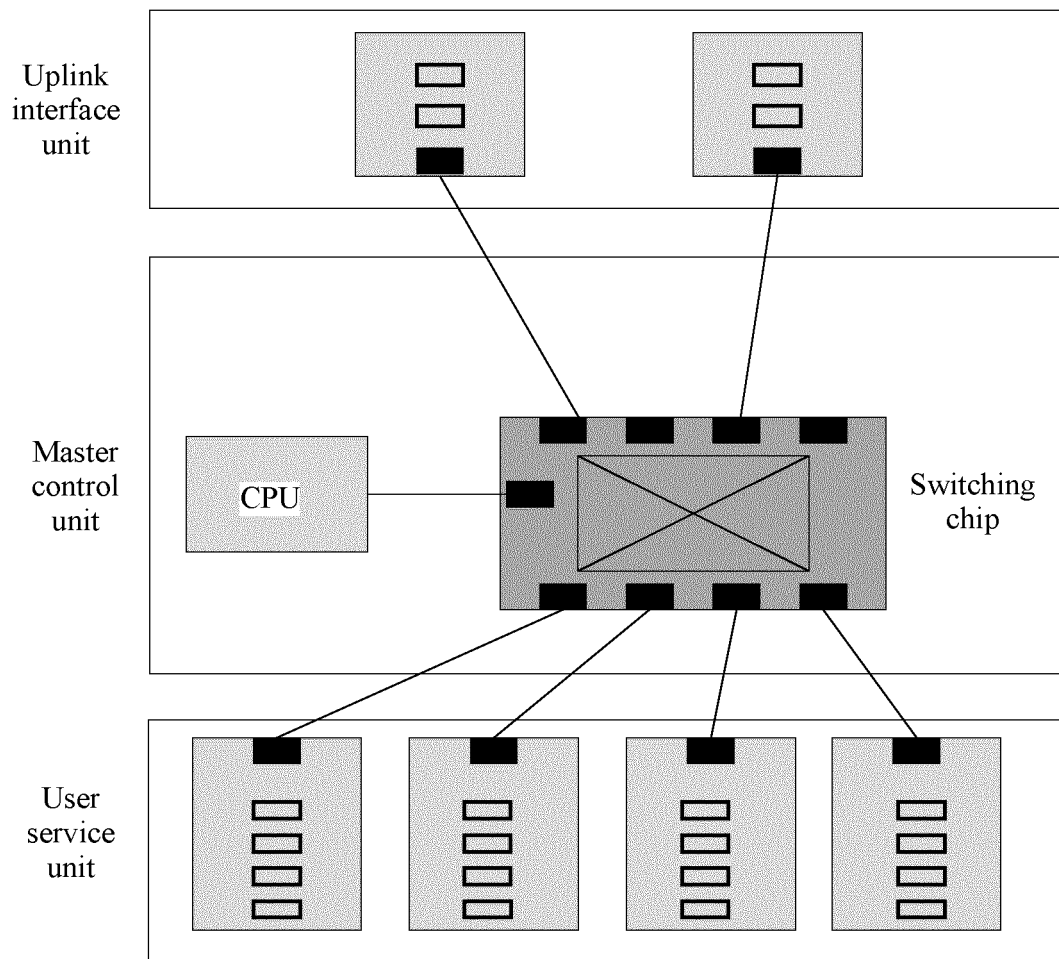 Uplink
interface
unit
Master
control
unit
CPU
Switching
chip
User
service
unit